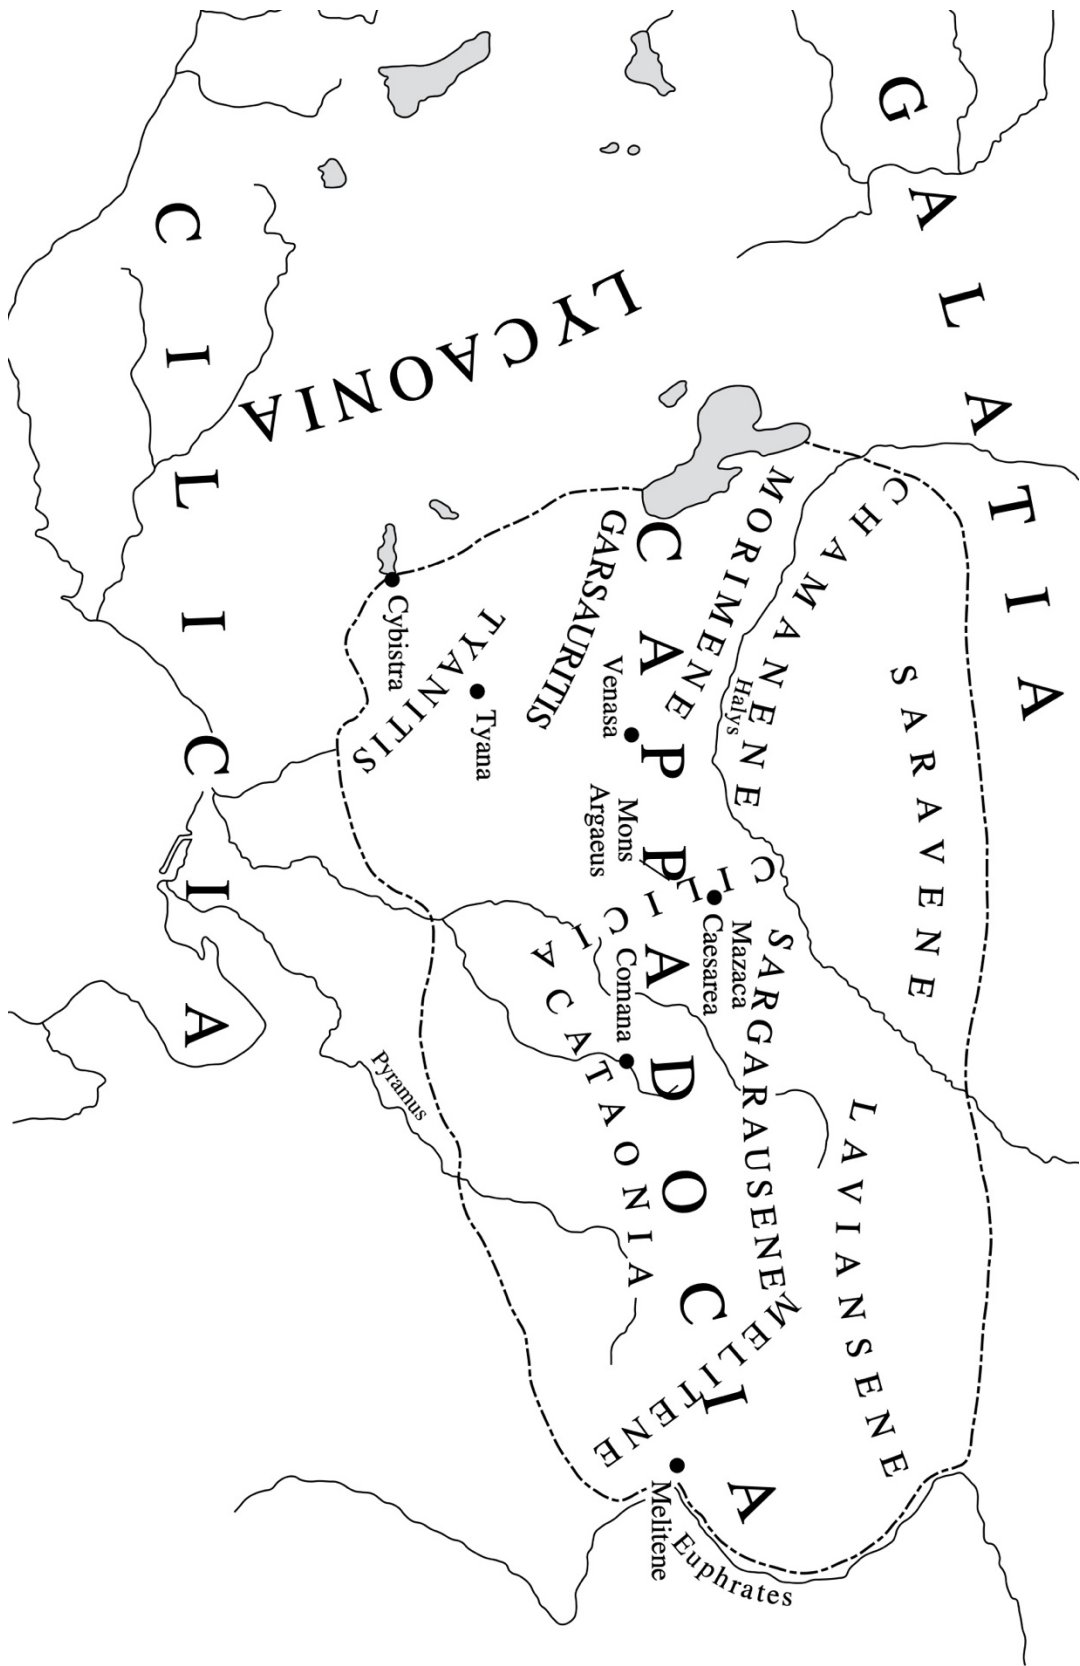 GALATIA
SARAVENE
LAVIANSENE
CHAMANENE
Halys
MORIMENE
SARGARAUSENE
Mazaca
Caesarea
MELITENE
CAPPADOCIA
LYCAONIA
GARSAURITIS
Venasa
Mons
Argaeus
CILICIA
Comana
CATAONIA
Melitene
Euphrates
TYANITIS
Tyana
Cybistra
Pyramus
CILICIA